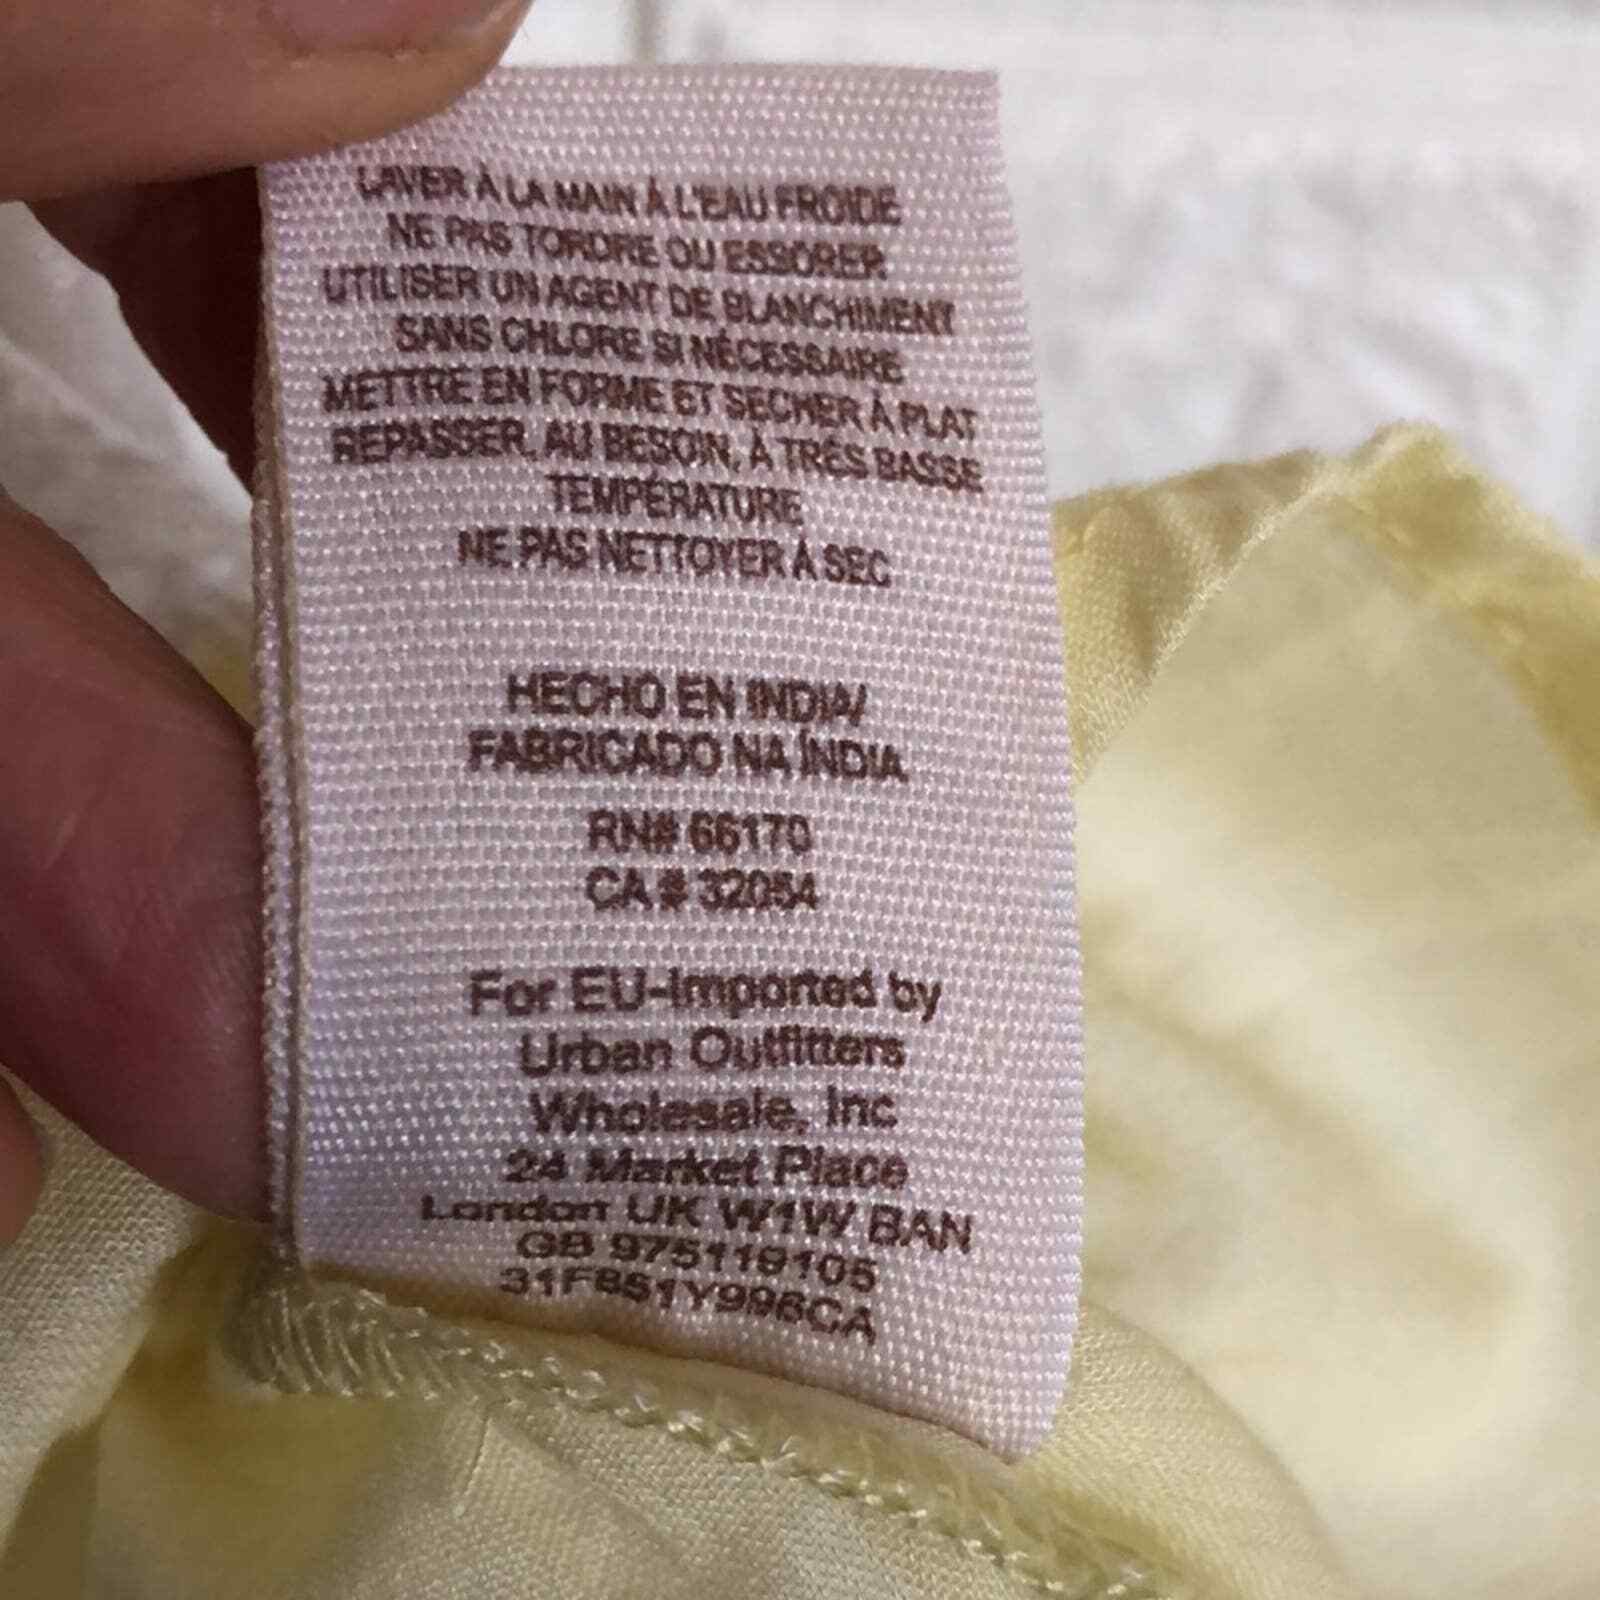 LAVER À LA MAIN À L'EAU FROIDE
NE PAS TORDRE OU ESSORER
UTILISER UN AGENT DE BLANCHIMENT
SANS CHLORE SI NÉCESSAIRE
METTRE EN FORME ET SECHER À PLAT
REPASSER, AU BESOIN, À TRÈS BASSE
TEMPÉRATURE
NE PAS NETTOYER À SEC
HECHO EN INDIA/
FABRICADO NA ÍNDIA
RN# 66170
CA# 32054
For EU-Imported by
Urban Outfitters
Wholesale, Inc
24 Market Place
London UK W1W 8AN
GB 975119105
31F851Y996CA